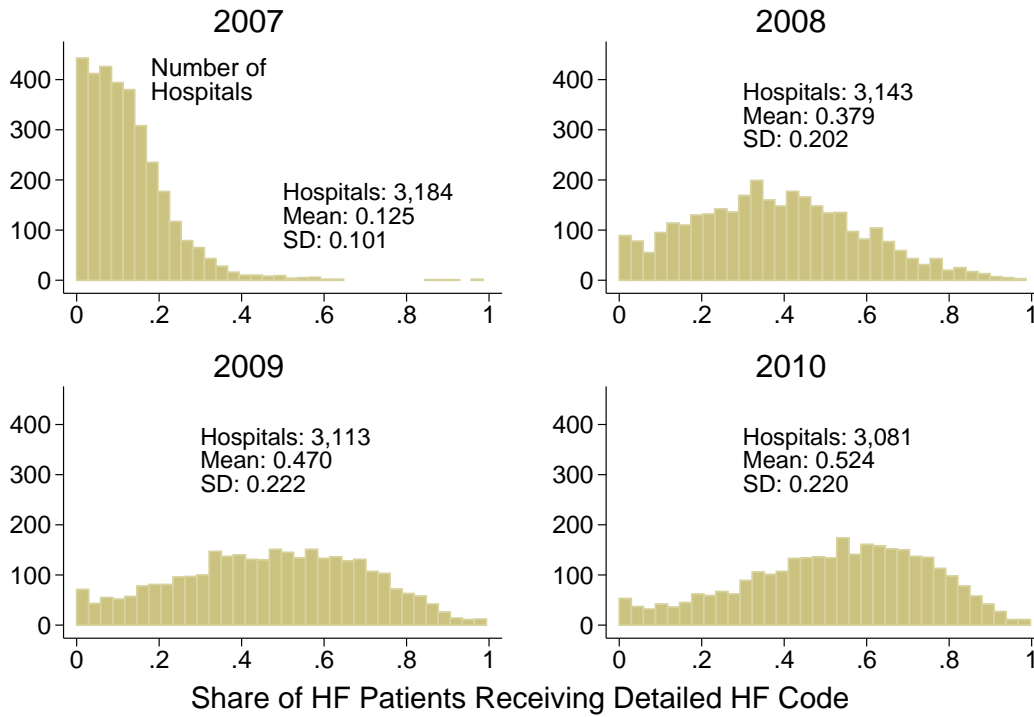 2007
Number of
Hospitals
Hospitals: 3,184
Mean: 0.125
SD: 0.101
400
300
200
100
0
0 .2 .4 .6 .8 1
2008
Hospitals: 3,143
Mean: 0.379
SD: 0.202
400
300
200
100
0
0 .2 .4 .6 .8 1
2009
Hospitals: 3,113
Mean: 0.470
SD: 0.222
400
300
200
100
0
0 .2 .4 .6 .8 1
2010
Hospitals: 3,081
Mean: 0.524
SD: 0.220
400
300
200
100
0
0 .2 .4 .6 .8 1
Share of HF Patients Receiving Detailed HF Code